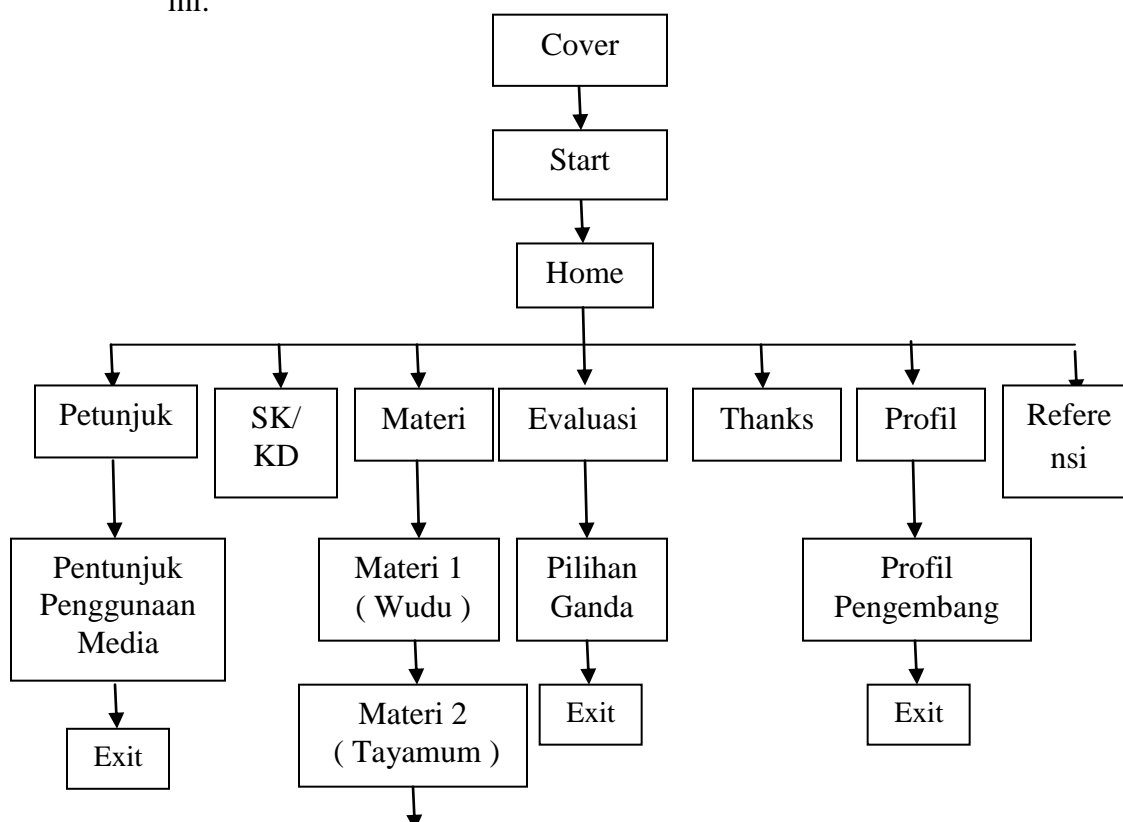 ini.
Cover
Start
Home
Petunjuk
SK/
KD
Materi
Evaluasi
Thanks
Profil
Refere
nsi
Pentunjuk
Penggunaan
Media
Materi 1
( Wudu )
Pilihan
Ganda
Profil
Pengembang
Exit
Materi 2
( Tayamum )
Exit
Exit